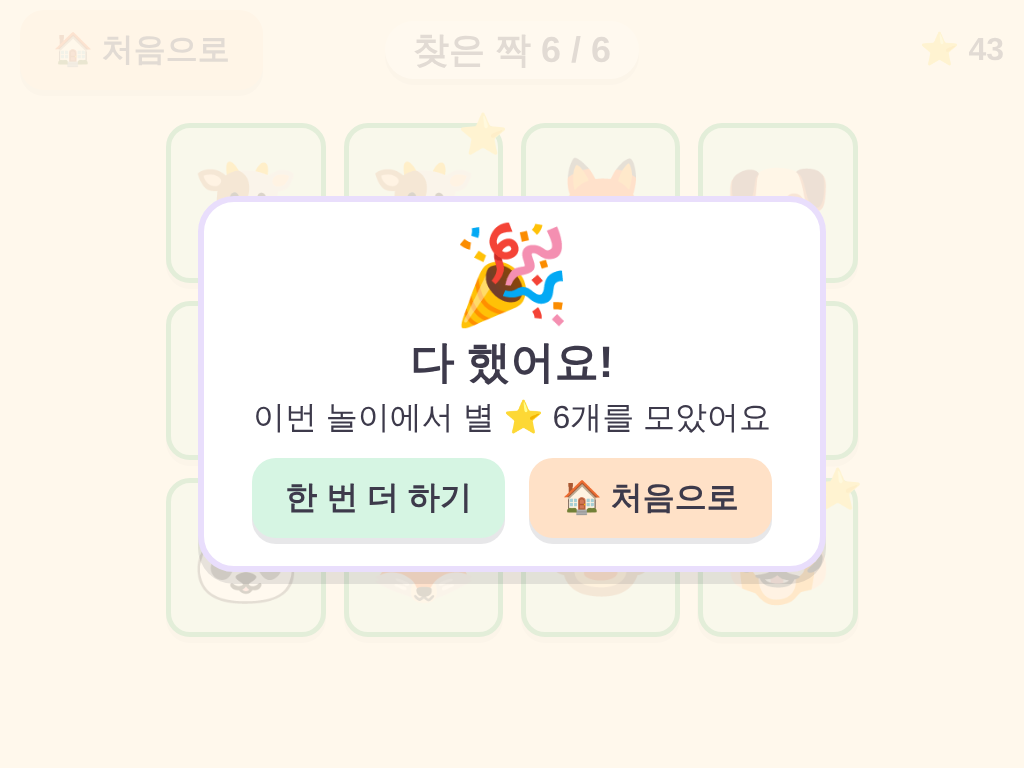 처음으로
찾은 짝 6 / 6
43
다 했어요!
이번 놀이에서 별 ⭐ 6개를 모았어요
한 번 더 하기
처음으로